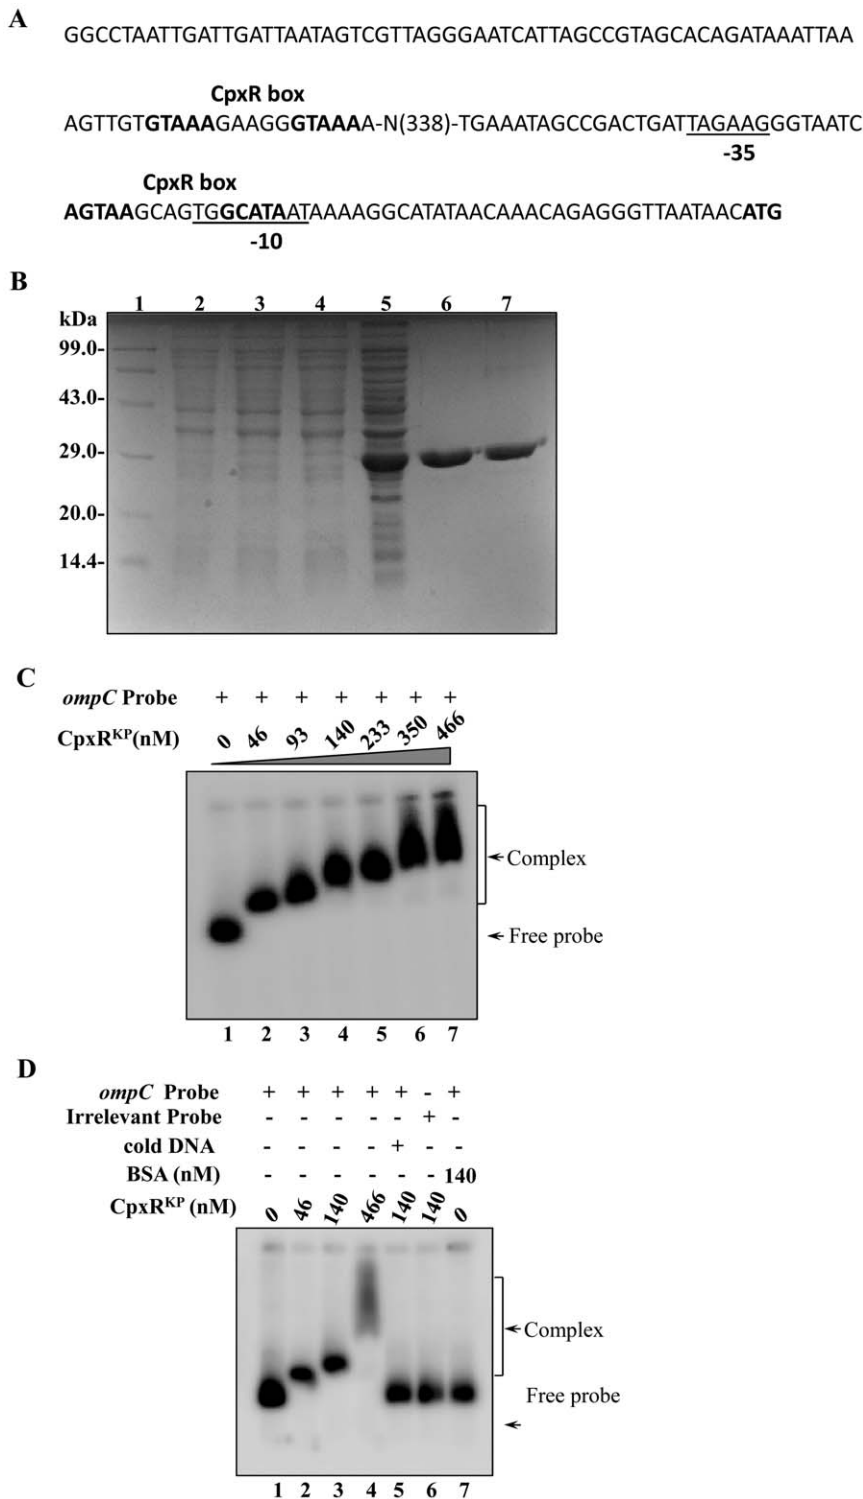 A
GGCCTAATTGATTGATTAATAGTCGTTAGGGAATCATTAGCCGTAGCACAGATAAATTAA
CpxR box
AGTTGTGTAAAGAAGGGTAAAA-N(338)-TGAAATAGCCGACTGATTAGAAGGGTAATC
-35
CpxR box
AGTAAGCAGTGGCATAATAAAAGGCATATAACAAACAGAGGGTTAATAACATG
-10
B
1 2 3 4 5 6 7
kDa
99.0-
43.0-
29.0-
20.0-
14.4-
C
ompC Probe + + + + + + +
CpxRKP(nM) 0 46 93 140 233 350 466
Complex
Free probe
1 2 3 4 5 6 7
D
ompC Probe + + + + + - +
Irrelevant Probe - - - - - + -
cold DNA - - - - + - -
BSA (nM) - - - - - - 140
CpxRKP (nM) 0 46 140 466 140 140 0
Complex
Free probe
1 2 3 4 5 6 7